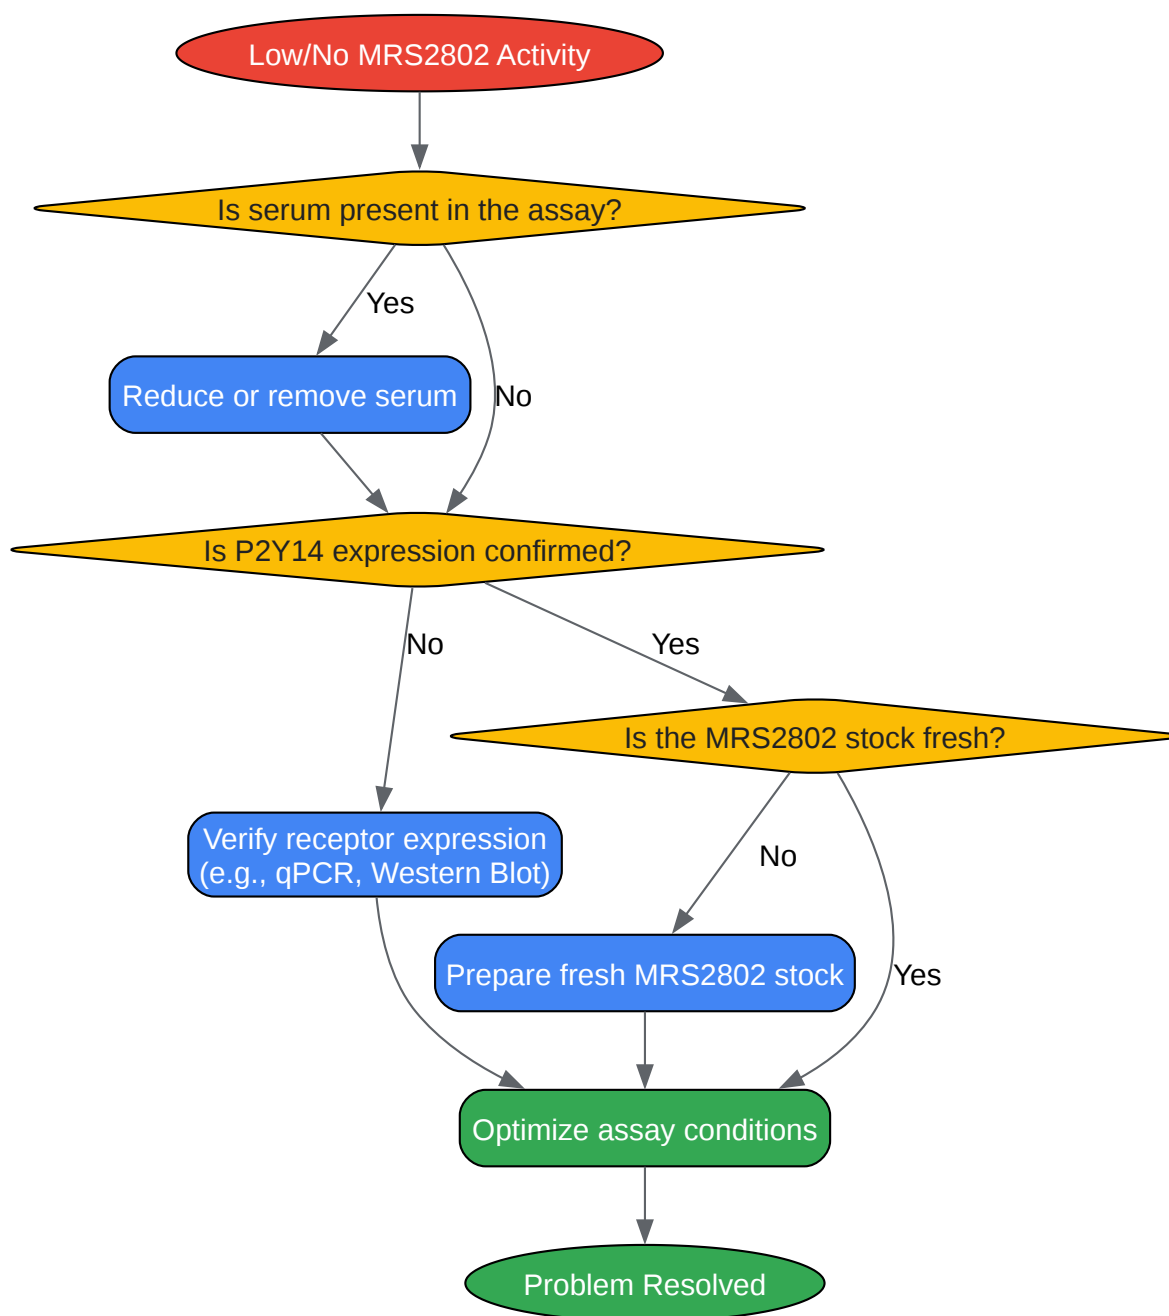 Low/No MRS2802 Activity
Is serum present in the assay?
Yes
Reduce or remove serum
No
Is P2Y14 expression confirmed?
No
Yes
Is the MRS2802 stock fresh?
Verify receptor expression
(e.g., qPCR, Western Blot)
No
Prepare fresh MRS2802 stock
Yes
Optimize assay conditions
Problem Resolved